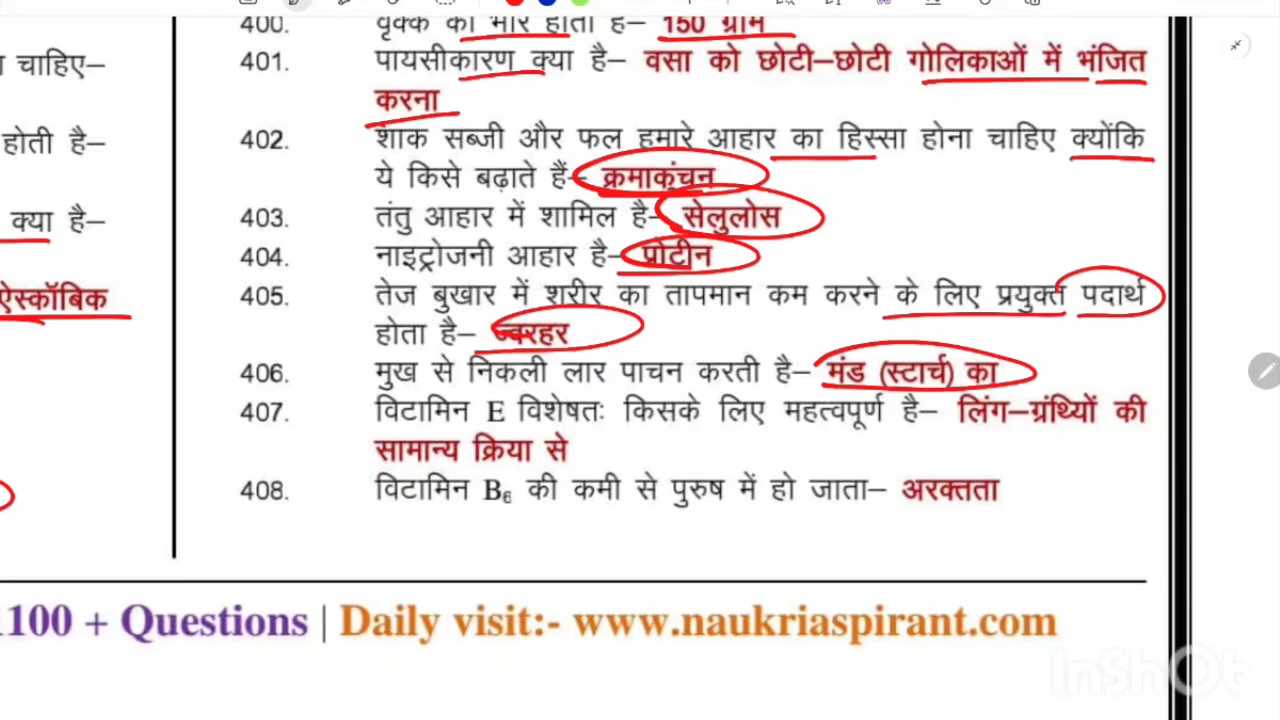 400. वृक्क का भार होता है– 150 ग्राम
ा चाहिए–
401. पायसीकारण क्या है– वसा को छोटी–छोटी गोलिकाओं में भंजित
करना
होती है–
402. शाक सब्जी और फल हमारे आहार का हिस्सा होना चाहिए क्योंकि
ये किसे बढ़ाते हैं– क्रमाकुंचन
क्या है–
403. तंतु आहार में शामिल है– सेलुलोस
404. नाइट्रोजनी आहार है– प्रोटीन
ऐस्कॉबिक
405. तेज बुखार में शरीर का तापमान कम करने के लिए प्रयुक्त पदार्थ
होता है– ज्वरहर
406. मुख से निकली लार पाचन करती है– मंड (स्टार्च) का
407. विटामिन E विशेषतः किसके लिए महत्वपूर्ण है– लिंग–ग्रंथ्यिों की
सामान्य क्रिया से
408. विटामिन B₆ की कमी से पुरुष में हो जाता– अरक्तता
1100 + Questions | Daily visit:- www.naukriaspirant.com
InShOt